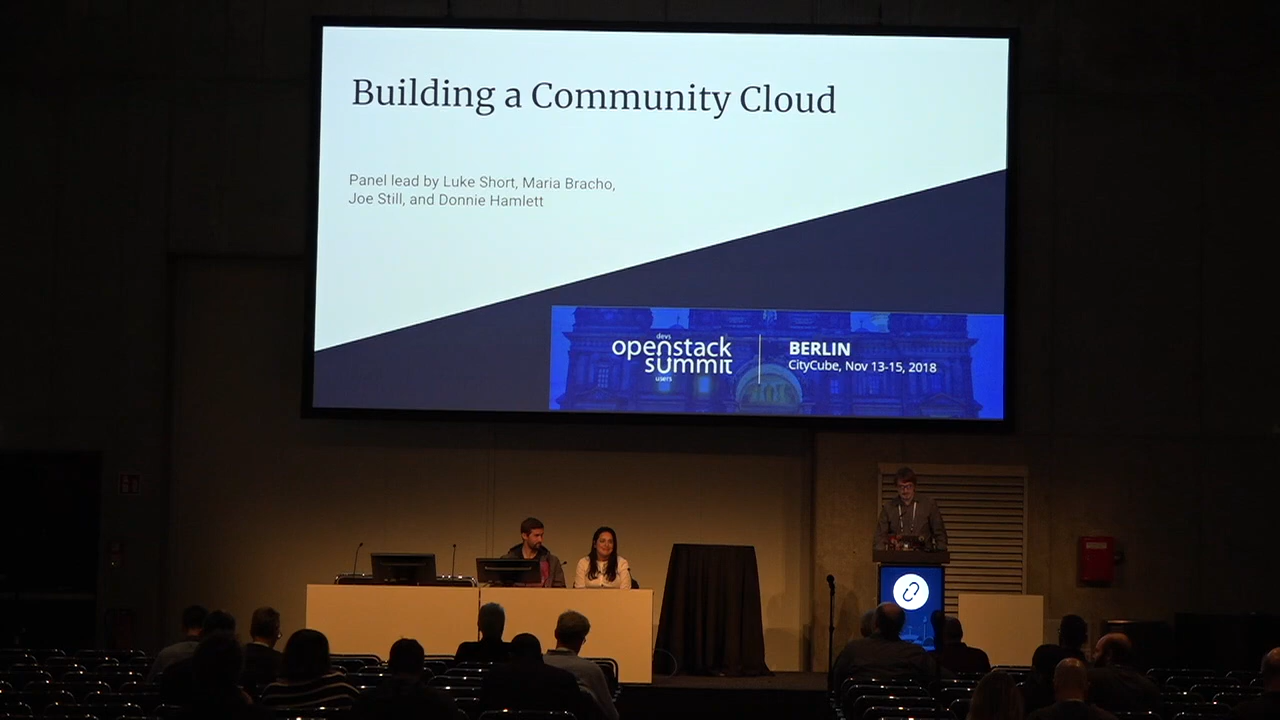 Building a Community Cloud
Panel lead by Luke Short, Maria Bracho,
Joe Still, and Donnie Hamlett
devs
openstack
summit
users
BERLIN
CityCube, Nov 13-15, 2018